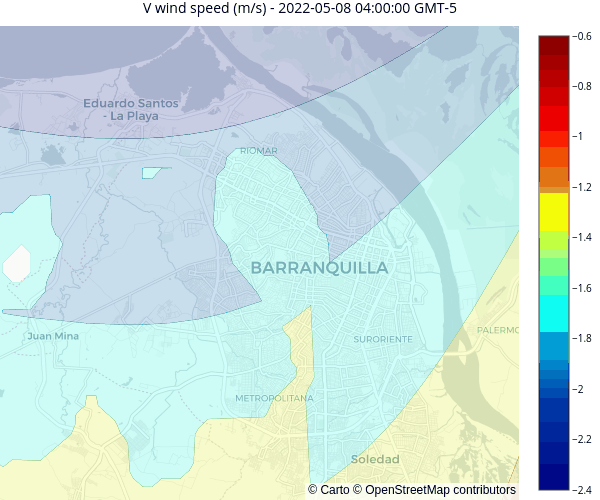 V wind speed (m/s) - 2022-05-08 04:00:00 GMT-5
Eduardo Santos
- La Playa
RIOMAR
BARRANQUILLA
Juan Mina
SURORIENTE
PALERMO
METROPOLITANA
Soledad
© Carto © OpenStreetMap contributors
−0.6
−0.8
−1
−1.2
−1.4
−1.6
−1.8
−2
−2.2
−2.4